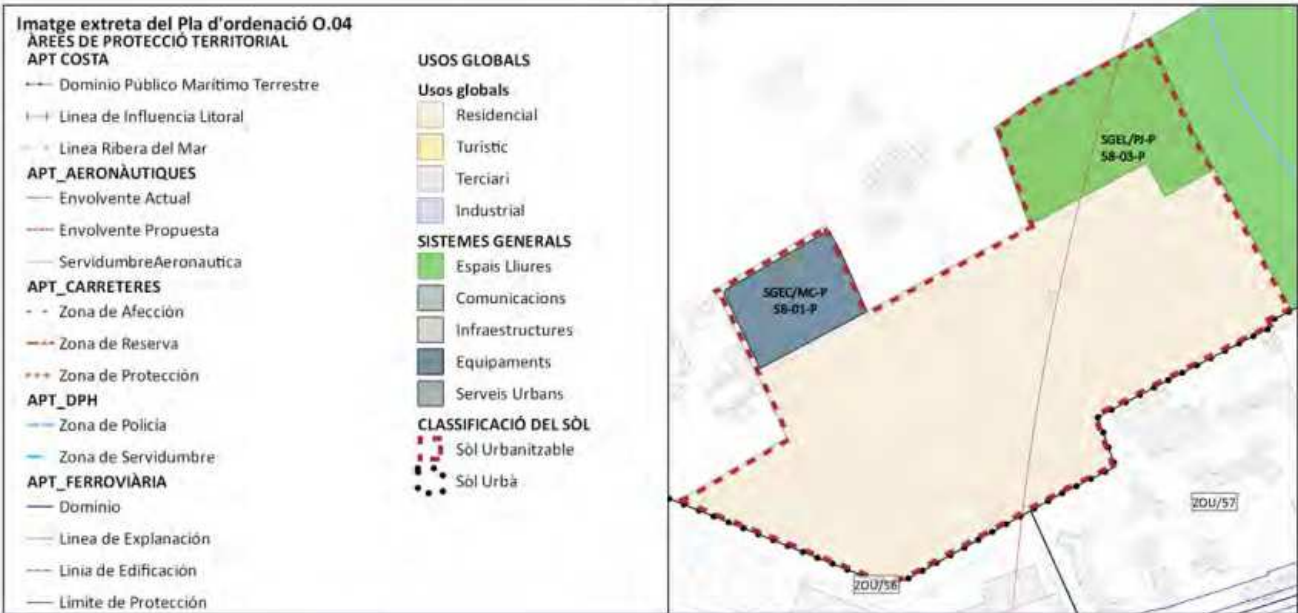 Imatge extreta del Pla d'ordenació O.04
ÀREES DE PROTECCIÓ TERRITORIAL
APT COSTA
Dominio Público Marítimo Terrestre
Linea de Influencia Litoral
Linea Ribera del Mar
APT_AERONÀUTIQUES
Envolvente Actual
Envolvente Propuesta
ServidumbreAeronautica
APT_CARRETERES
Zona de Afección
Zona de Reserva
Zona de Protección
APT_DPH
Zona de Policía
Zona de Servidumbre
APT_FERROVIÀRIA
Dominio
Linea de Explanación
Linia de Edificación
Limite de Protección
USOS GLOBALS
Usos globals
Residencial
Turístic
Terciari
Industrial
SISTEMES GENERALS
Espais Lliures
Comunicacions
Infraestructures
Equipaments
Serveis Urbans
CLASSIFICACIÓ DEL SÒL
Sòl Urbanitzable
Sòl Urbà
SGEL/PJ-P
58-03-P
SGEC/MC-P
58-01-P
ZOU/57
ZOU/56